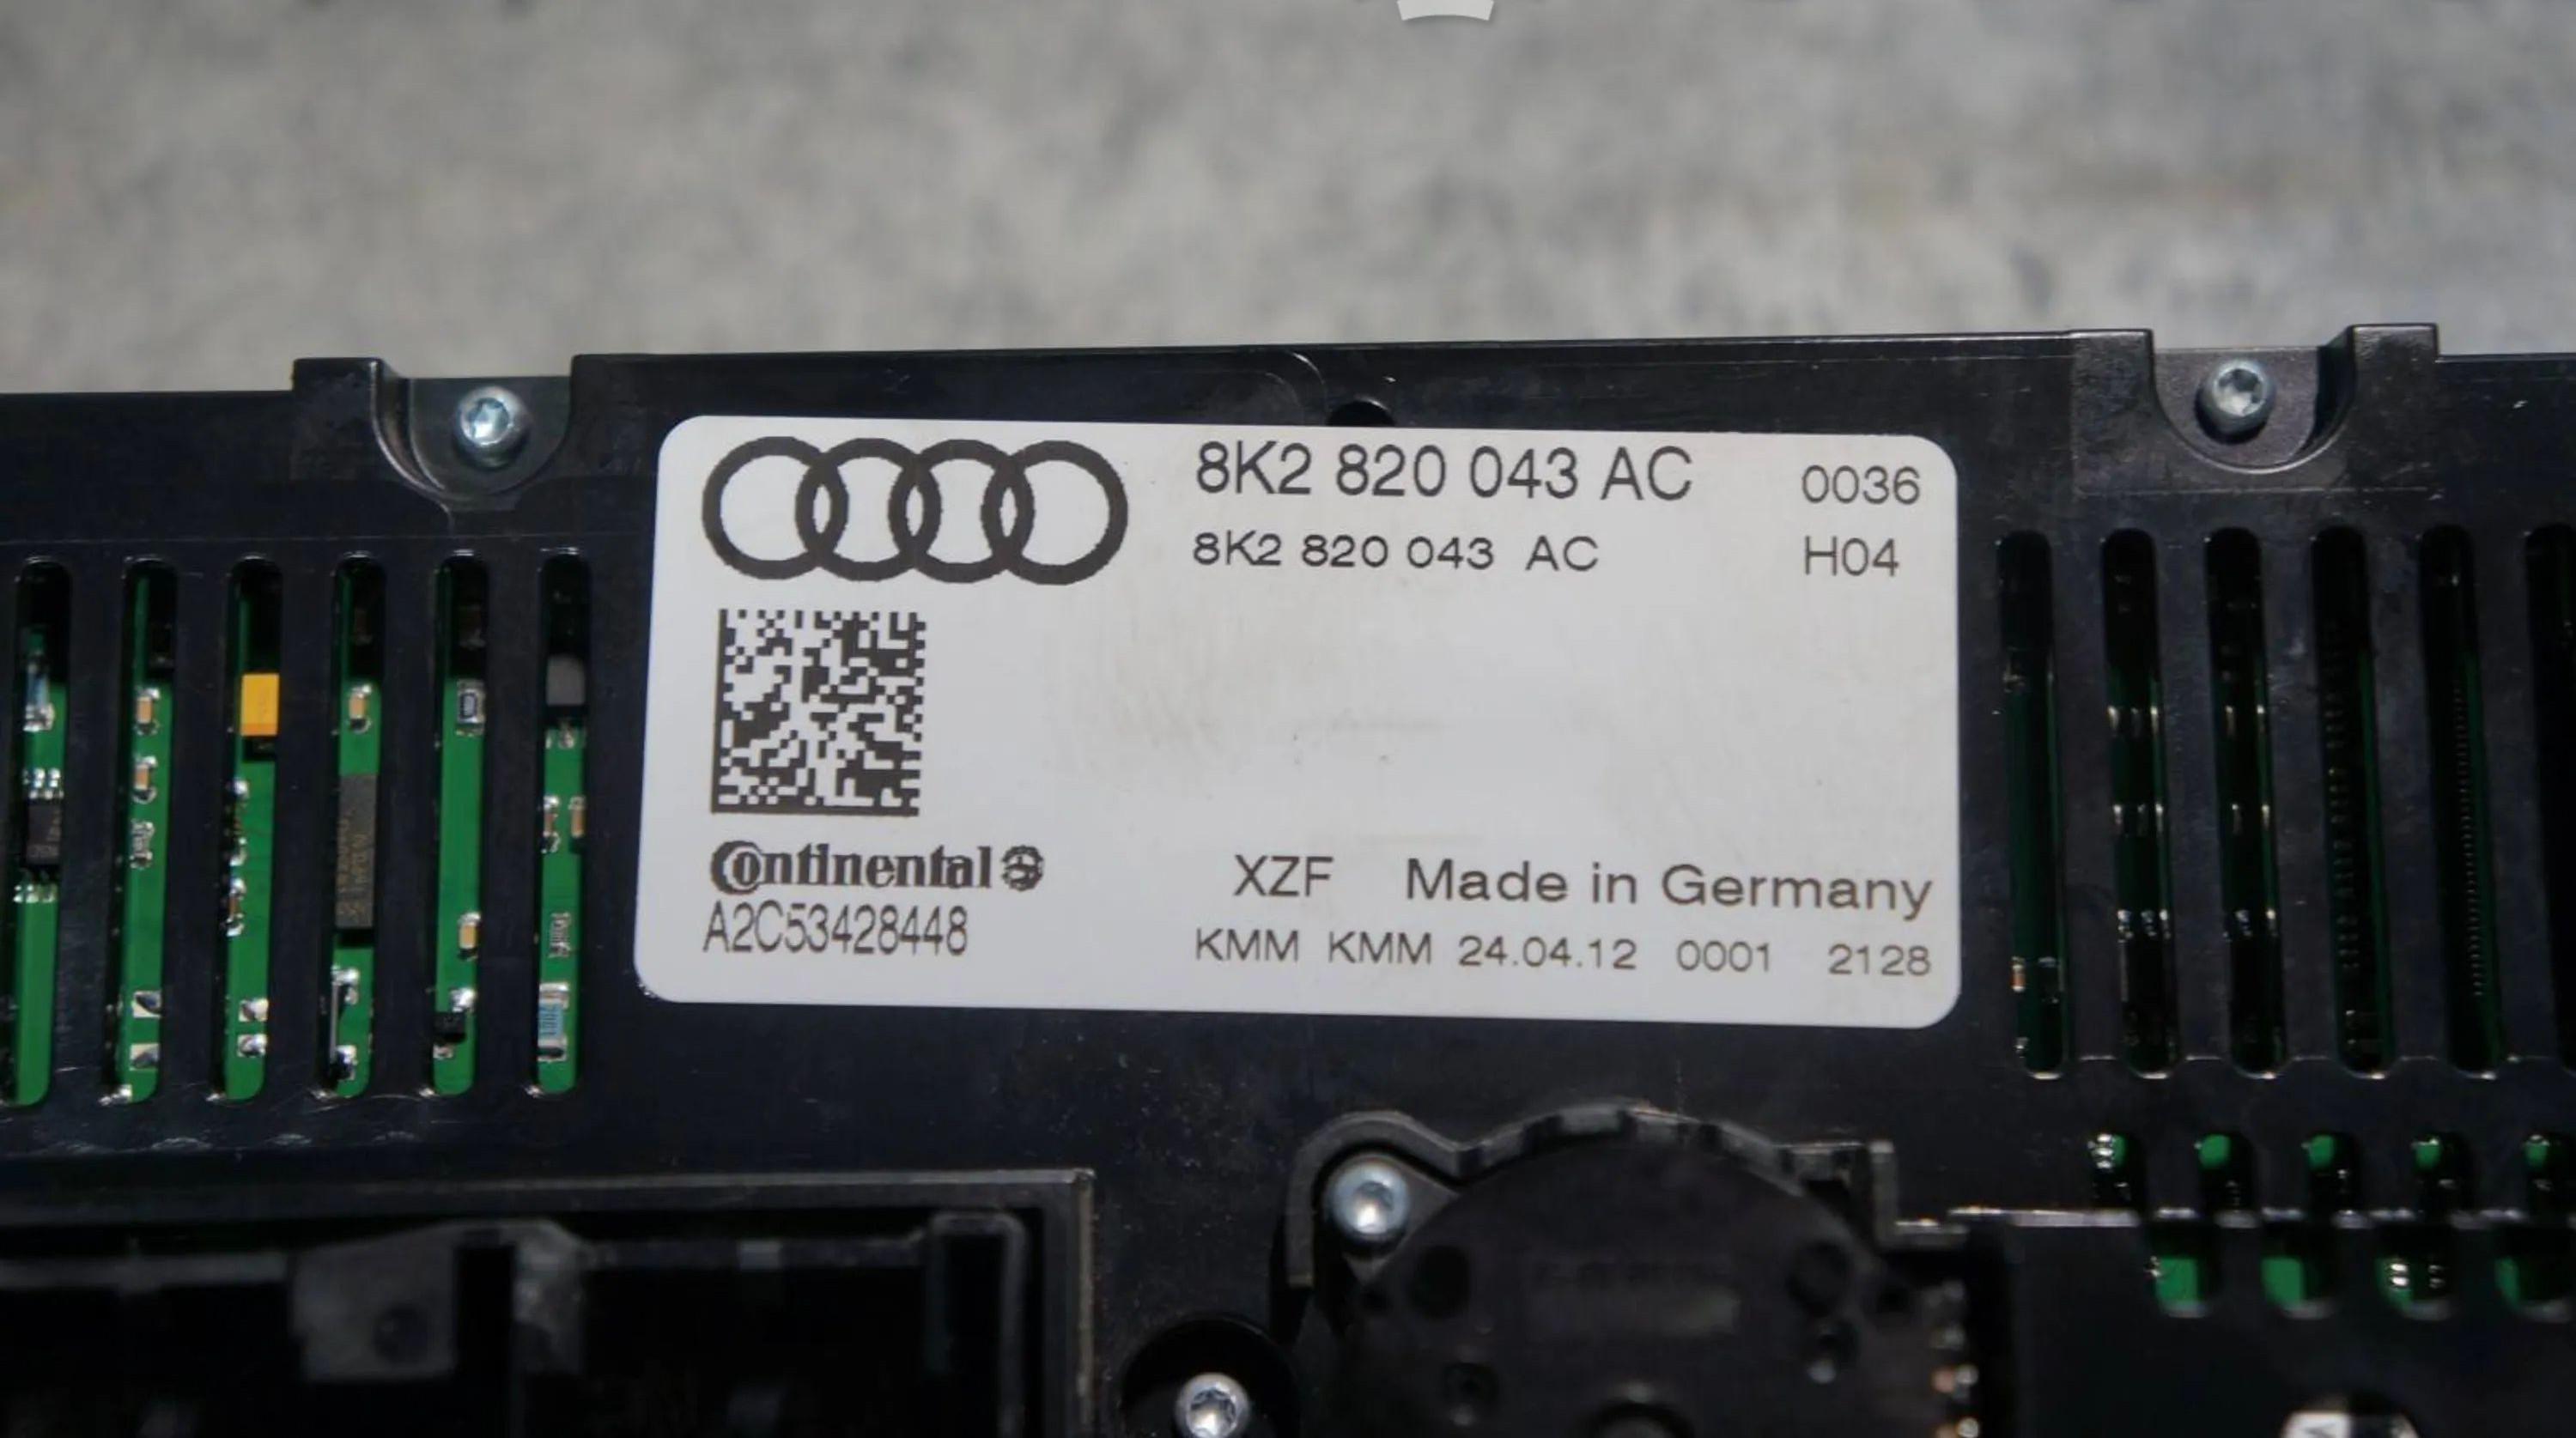 8K2 820 043 AC 0036
8K2 820 043 AC H04
Continental
A2C53428448
XZF Made in Germany
KMM KMM 24.04.12 0001 2128